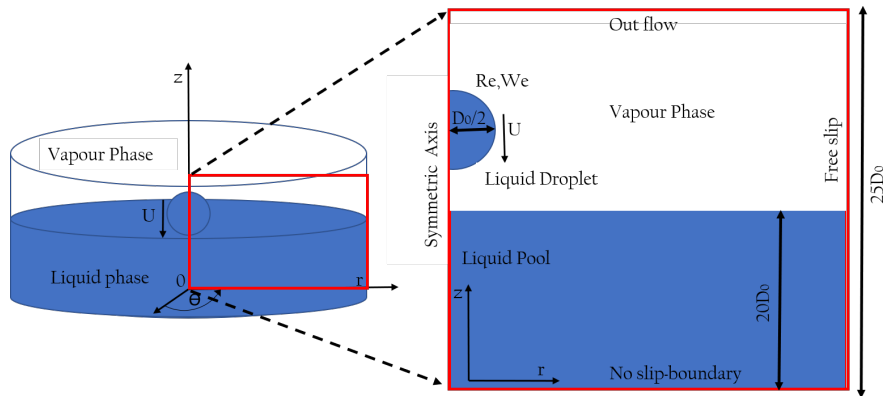 z
Vapour Phase
U
Liquid phase
0
r
θ
Out flow
Re,We
D₀/2
U
Vapour Phase
Liquid Droplet
Symmetric Axis
Free slip
25D₀
Liquid Pool
z
r
20D₀
No slip-boundary